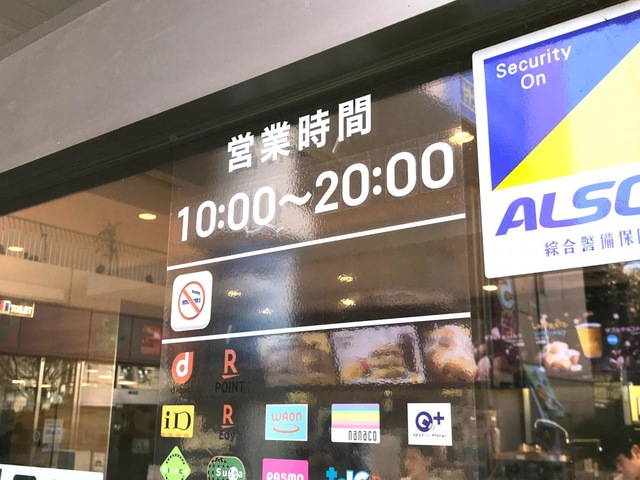 Security
On
ALSO
綜合警備保
営業時間
10:00〜20:00
d
R
POINT
iD
R
Edy
WAON
nanaco
Q+
Suica
PASMO